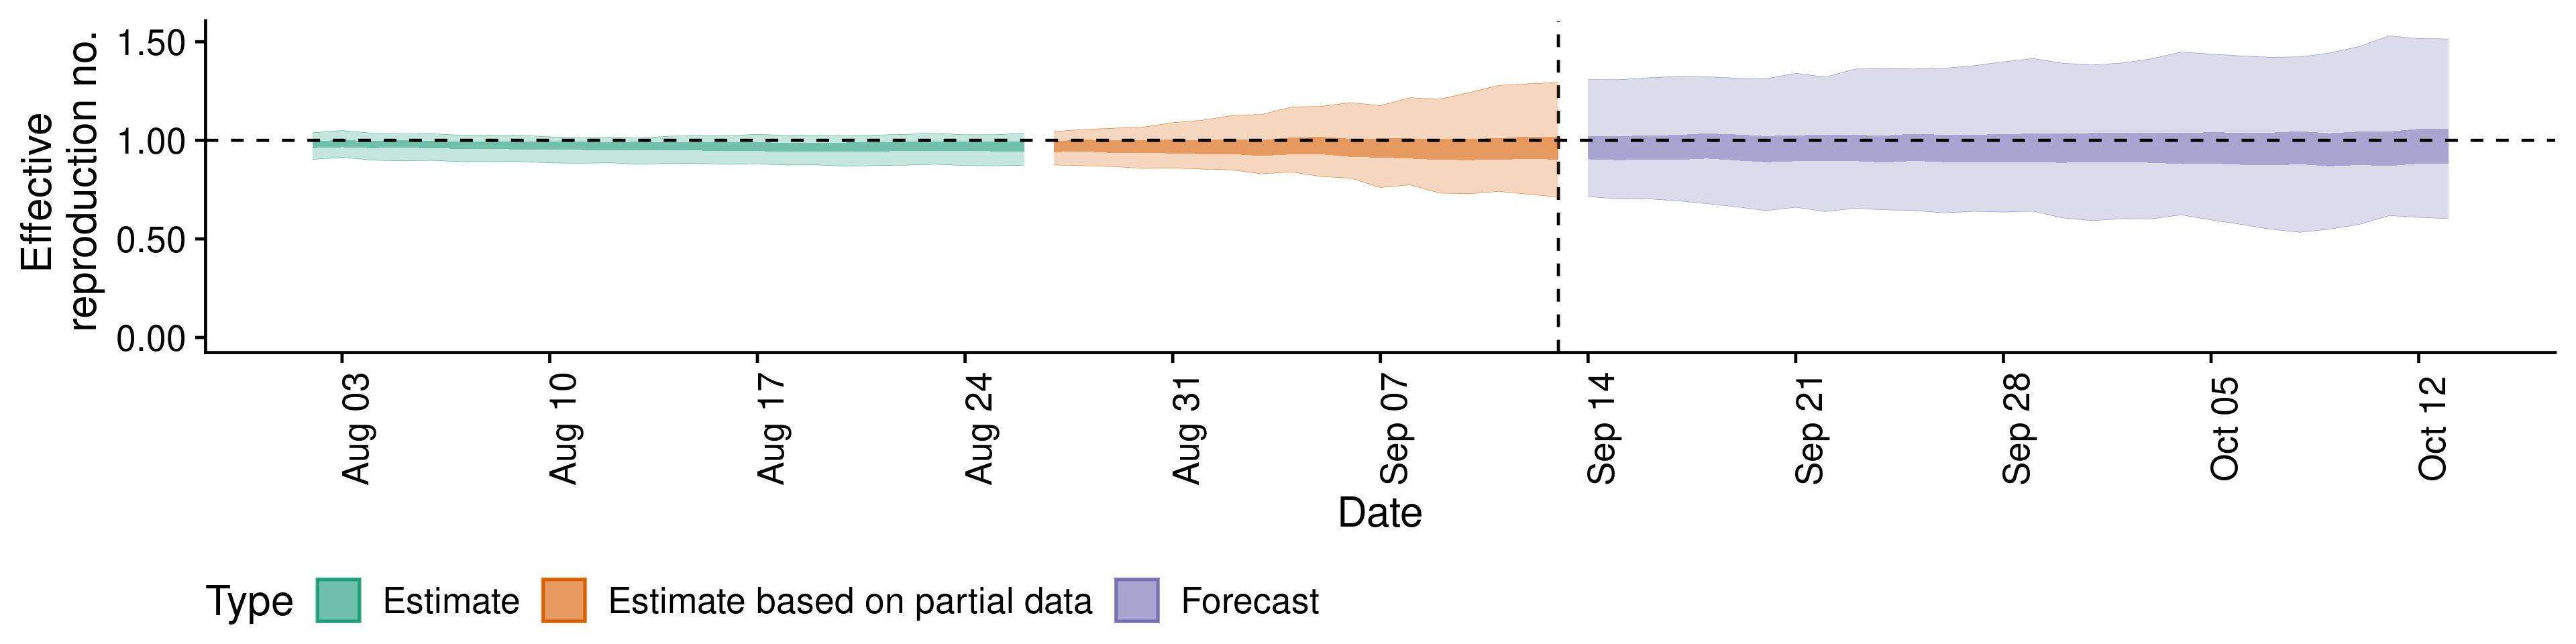 Effective
reproduction no.
1.50
1.00
0.50
0.00
Aug 03
Aug 10
Aug 17
Aug 24
Aug 31
Sep 07
Sep 14
Sep 21
Sep 28
Oct 05
Oct 12
Date
Type Estimate Estimate based on partial data Forecast